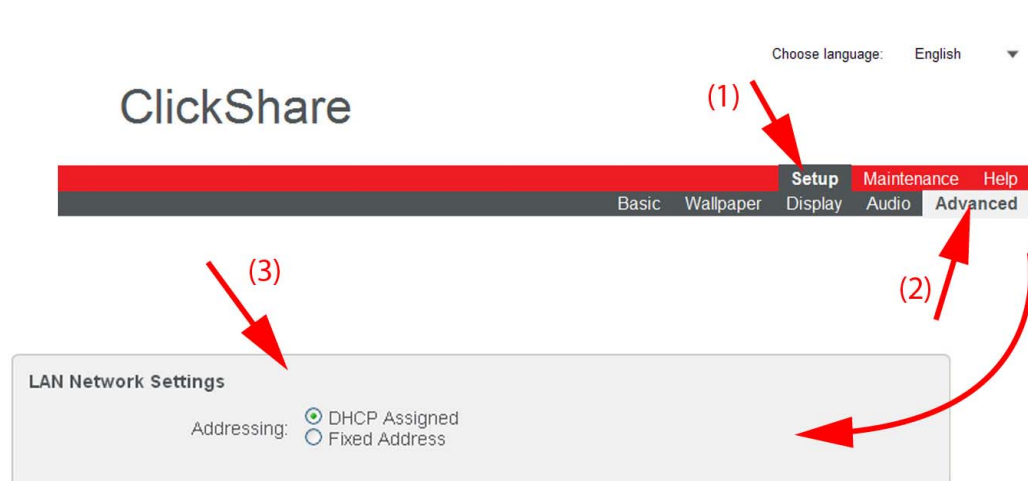 Choose language: English
ClickShare
(1)
Setup Maintenance Help
Basic Wallpaper Display Audio Advanced
(3)
(2)
LAN Network Settings
Addressing: DHCP Assigned
Fixed Address